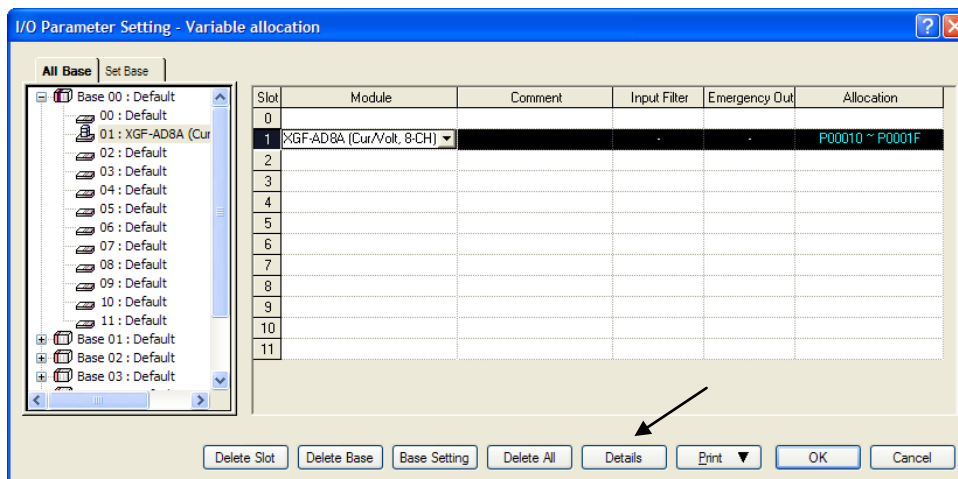 I/O Parameter Setting - Variable allocation
All Base
Set Base
Base 00 : Default
00 : Default
01 : XGF-AD8A (Cur
02 : Default
03 : Default
04 : Default
05 : Default
06 : Default
07 : Default
08 : Default
09 : Default
10 : Default
11 : Default
Base 01 : Default
Base 02 : Default
Base 03 : Default
Slot Module Comment Input Filter Emergency Out Allocation
0
1 XGF-AD8A (Cur/Volt, 8-CH) - - P00010 ~ P0001F
2
3
4
5
6
7
8
9
10
11
Delete Slot Delete Base Base Setting Delete All Details Print ▼ OK Cancel